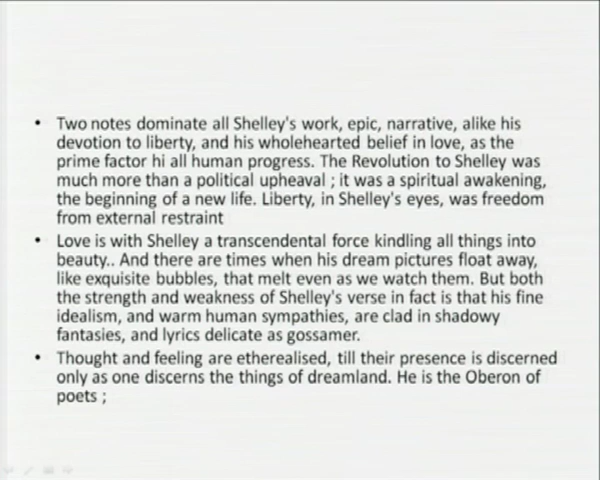 • Two notes dominate all Shelley's work, epic, narrative, alike his
devotion to liberty, and his wholehearted belief in love, as the
prime factor hi all human progress. The Revolution to Shelley was
much more than a political upheaval ; it was a spiritual awakening,
the beginning of a new life. Liberty, in Shelley's eyes, was freedom
from external restraint
• Love is with Shelley a transcendental force kindling all things into
beauty.. And there are times when his dream pictures float away,
like exquisite bubbles, that melt even as we watch them. But both
the strength and weakness of Shelley's verse in fact is that his fine
idealism, and warm human sympathies, are clad in shadowy
fantasies, and lyrics delicate as gossamer.
• Thought and feeling are etherealised, till their presence is discerned
only as one discerns the things of dreamland. He is the Oberon of
poets ;